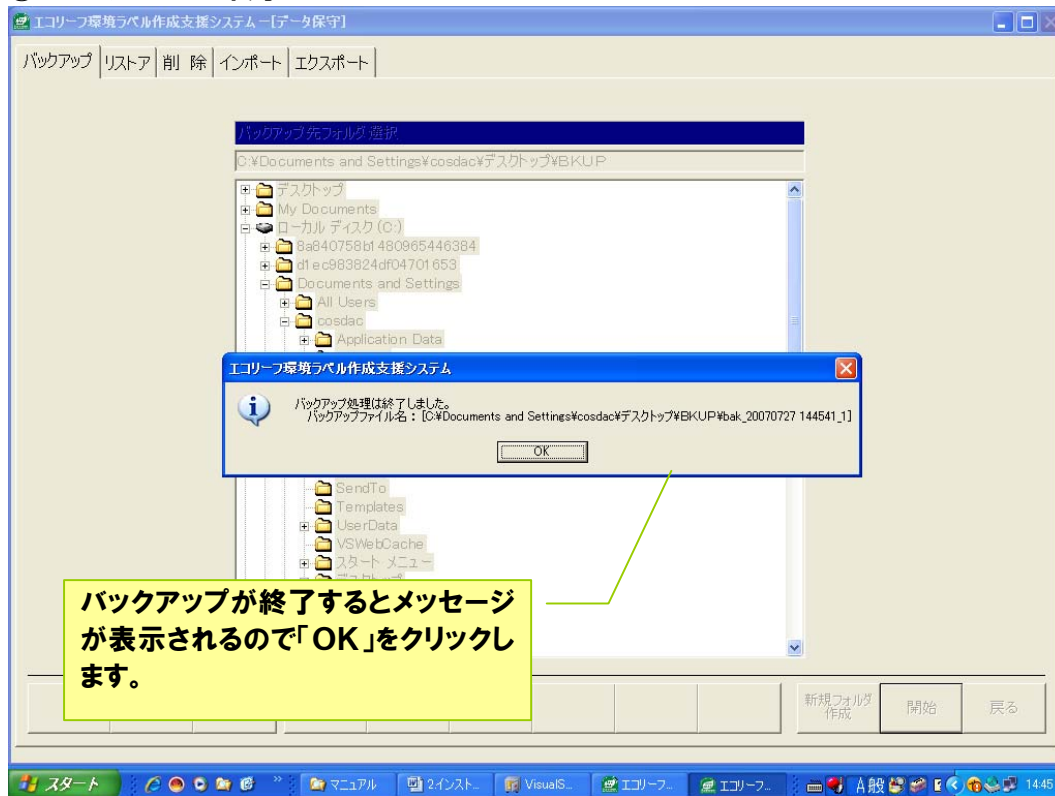 エコリーフ環境ラベル作成支援システム－[データ保守]
バックアップ
リストア
削 除
インポート
エクスポート
バックアップ先フォルダ選択
C:¥Documents and Settings¥cosdac¥デスクトップ¥BKUP
デスクトップ
My Documents
ローカル ディスク (C:)
8a840758b1480965446384
d1ec983824df04701653
Documents and Settings
All Users
cosdac
Application Data
エコリーフ環境ラベル作成支援システム
バックアップ処理は終了しました。
バックアップファイル名：[C:¥Documents and Settings¥cosdac¥デスクトップ¥BKUP¥bak_20070727 144541_1]
OK
SendTo
Templates
UserData
VSWebCache
スタート メニュー
バックアップが終了するとメッセージ
が表示されるので「OK」をクリックし
ます。
新規フォルダ
作成
開始
戻る
スタート
マニュアル
2.インスト...
VisualS...
エコリーフ...
エコリーフ...
A 般
14:45